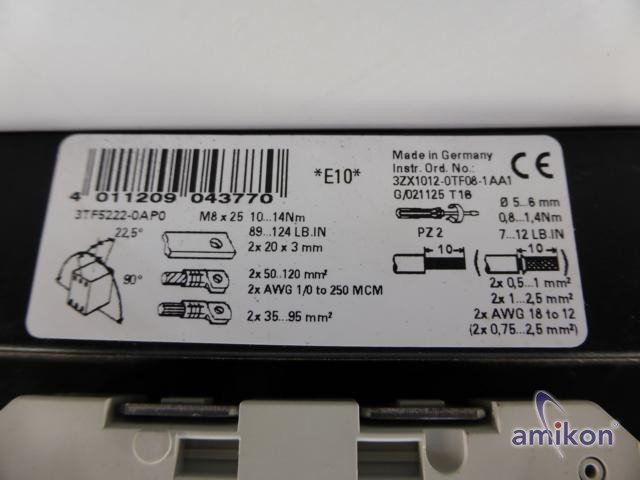 4 011209 043770
*E10*
Made in Germany
Instr. Ord. No.:
3ZX1012-0TF08-1AA1
G/021125 T18
CE
3TF5222-0AP0
M8 x 25 10...14Nm
89...124 LB.IN
2x 20 x 3 mm
22,5°
90°
2x 50...120 mm²
2x AWG 1/0 to 250 MCM
2x 35...95 mm²
PZ 2
Ø 5...6 mm
0,8...1,4Nm
7...12 LB.IN
10
10
2x 0,5...1 mm²
2x 1...2,5 mm²
2x AWG 18 to 12
(2x 0,75...2,5 mm²)
amikon